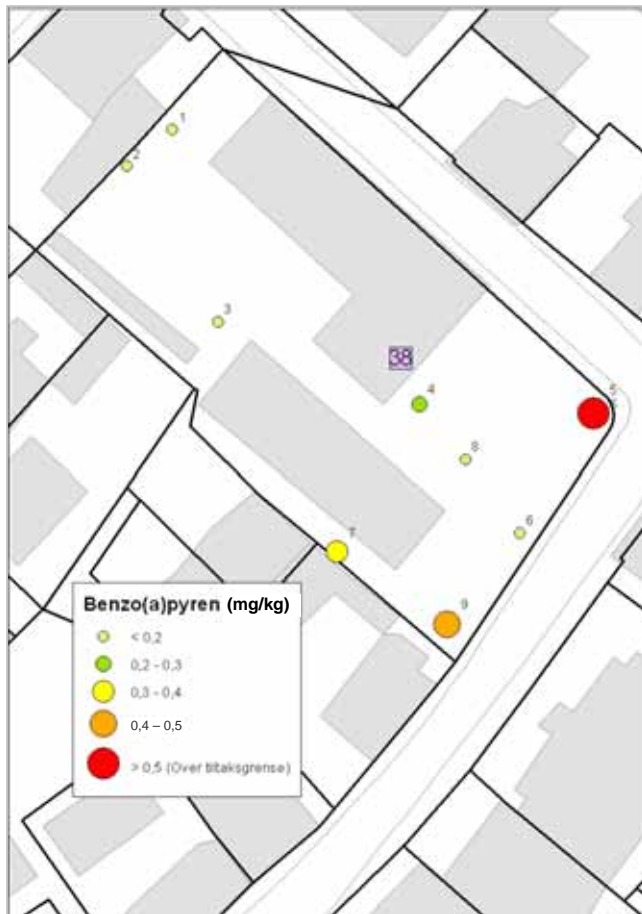 1
2
3
38
4
5
8
6
7
9
Benzo(a)pyren (mg/kg)
< 0,2
0,2 - 0,3
0,3 - 0,4
0,4 – 0,5
> 0,5 (Over tiltaksgrense)